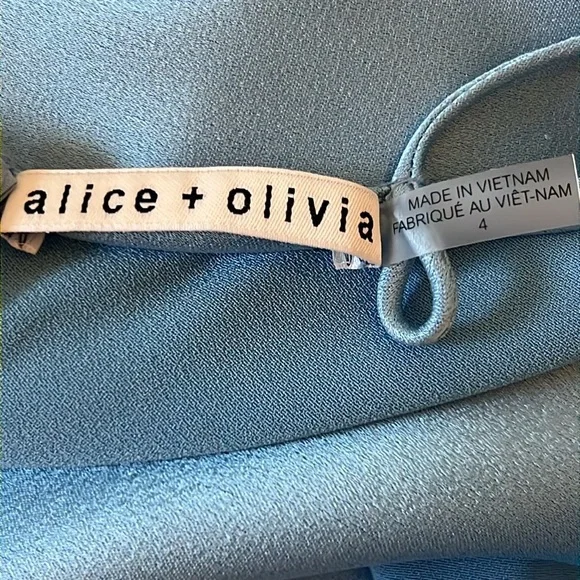 alice + olivia
MADE IN VIETNAM
FABRIQUÉ AU VIÊT-NAM
4